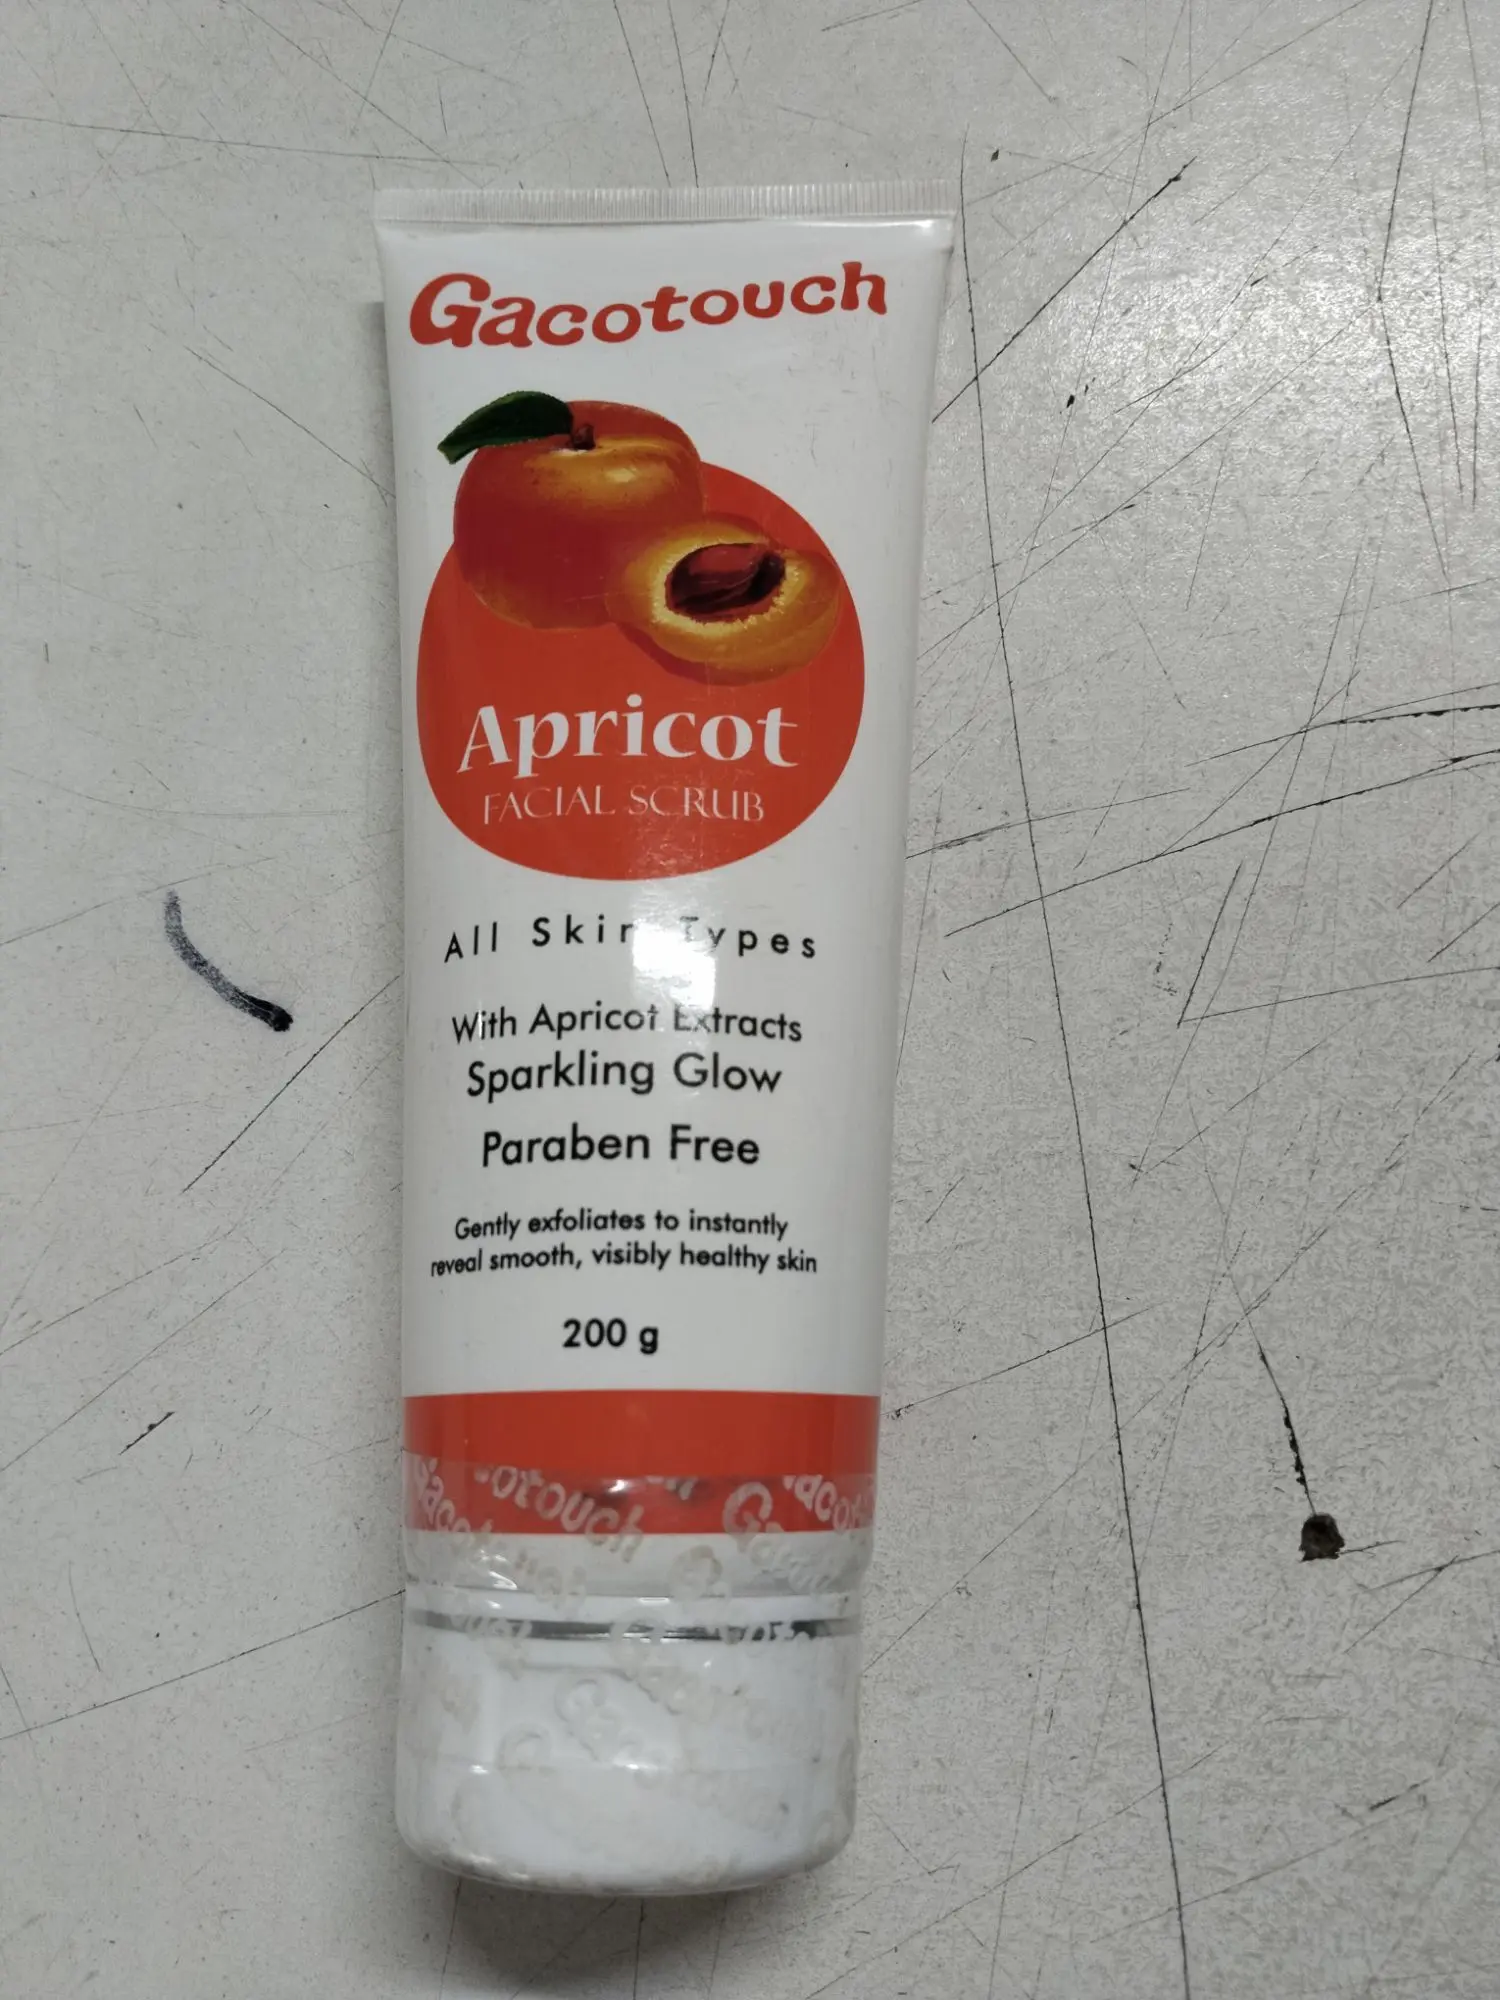 Gacotouch
Apricot
FACIAL SCRUB
All Skin Types
With Apricot Extracts
Sparkling Glow
Paraben Free
Gently exfoliates to instantly
reveal smooth, visibly healthy skin
200 g